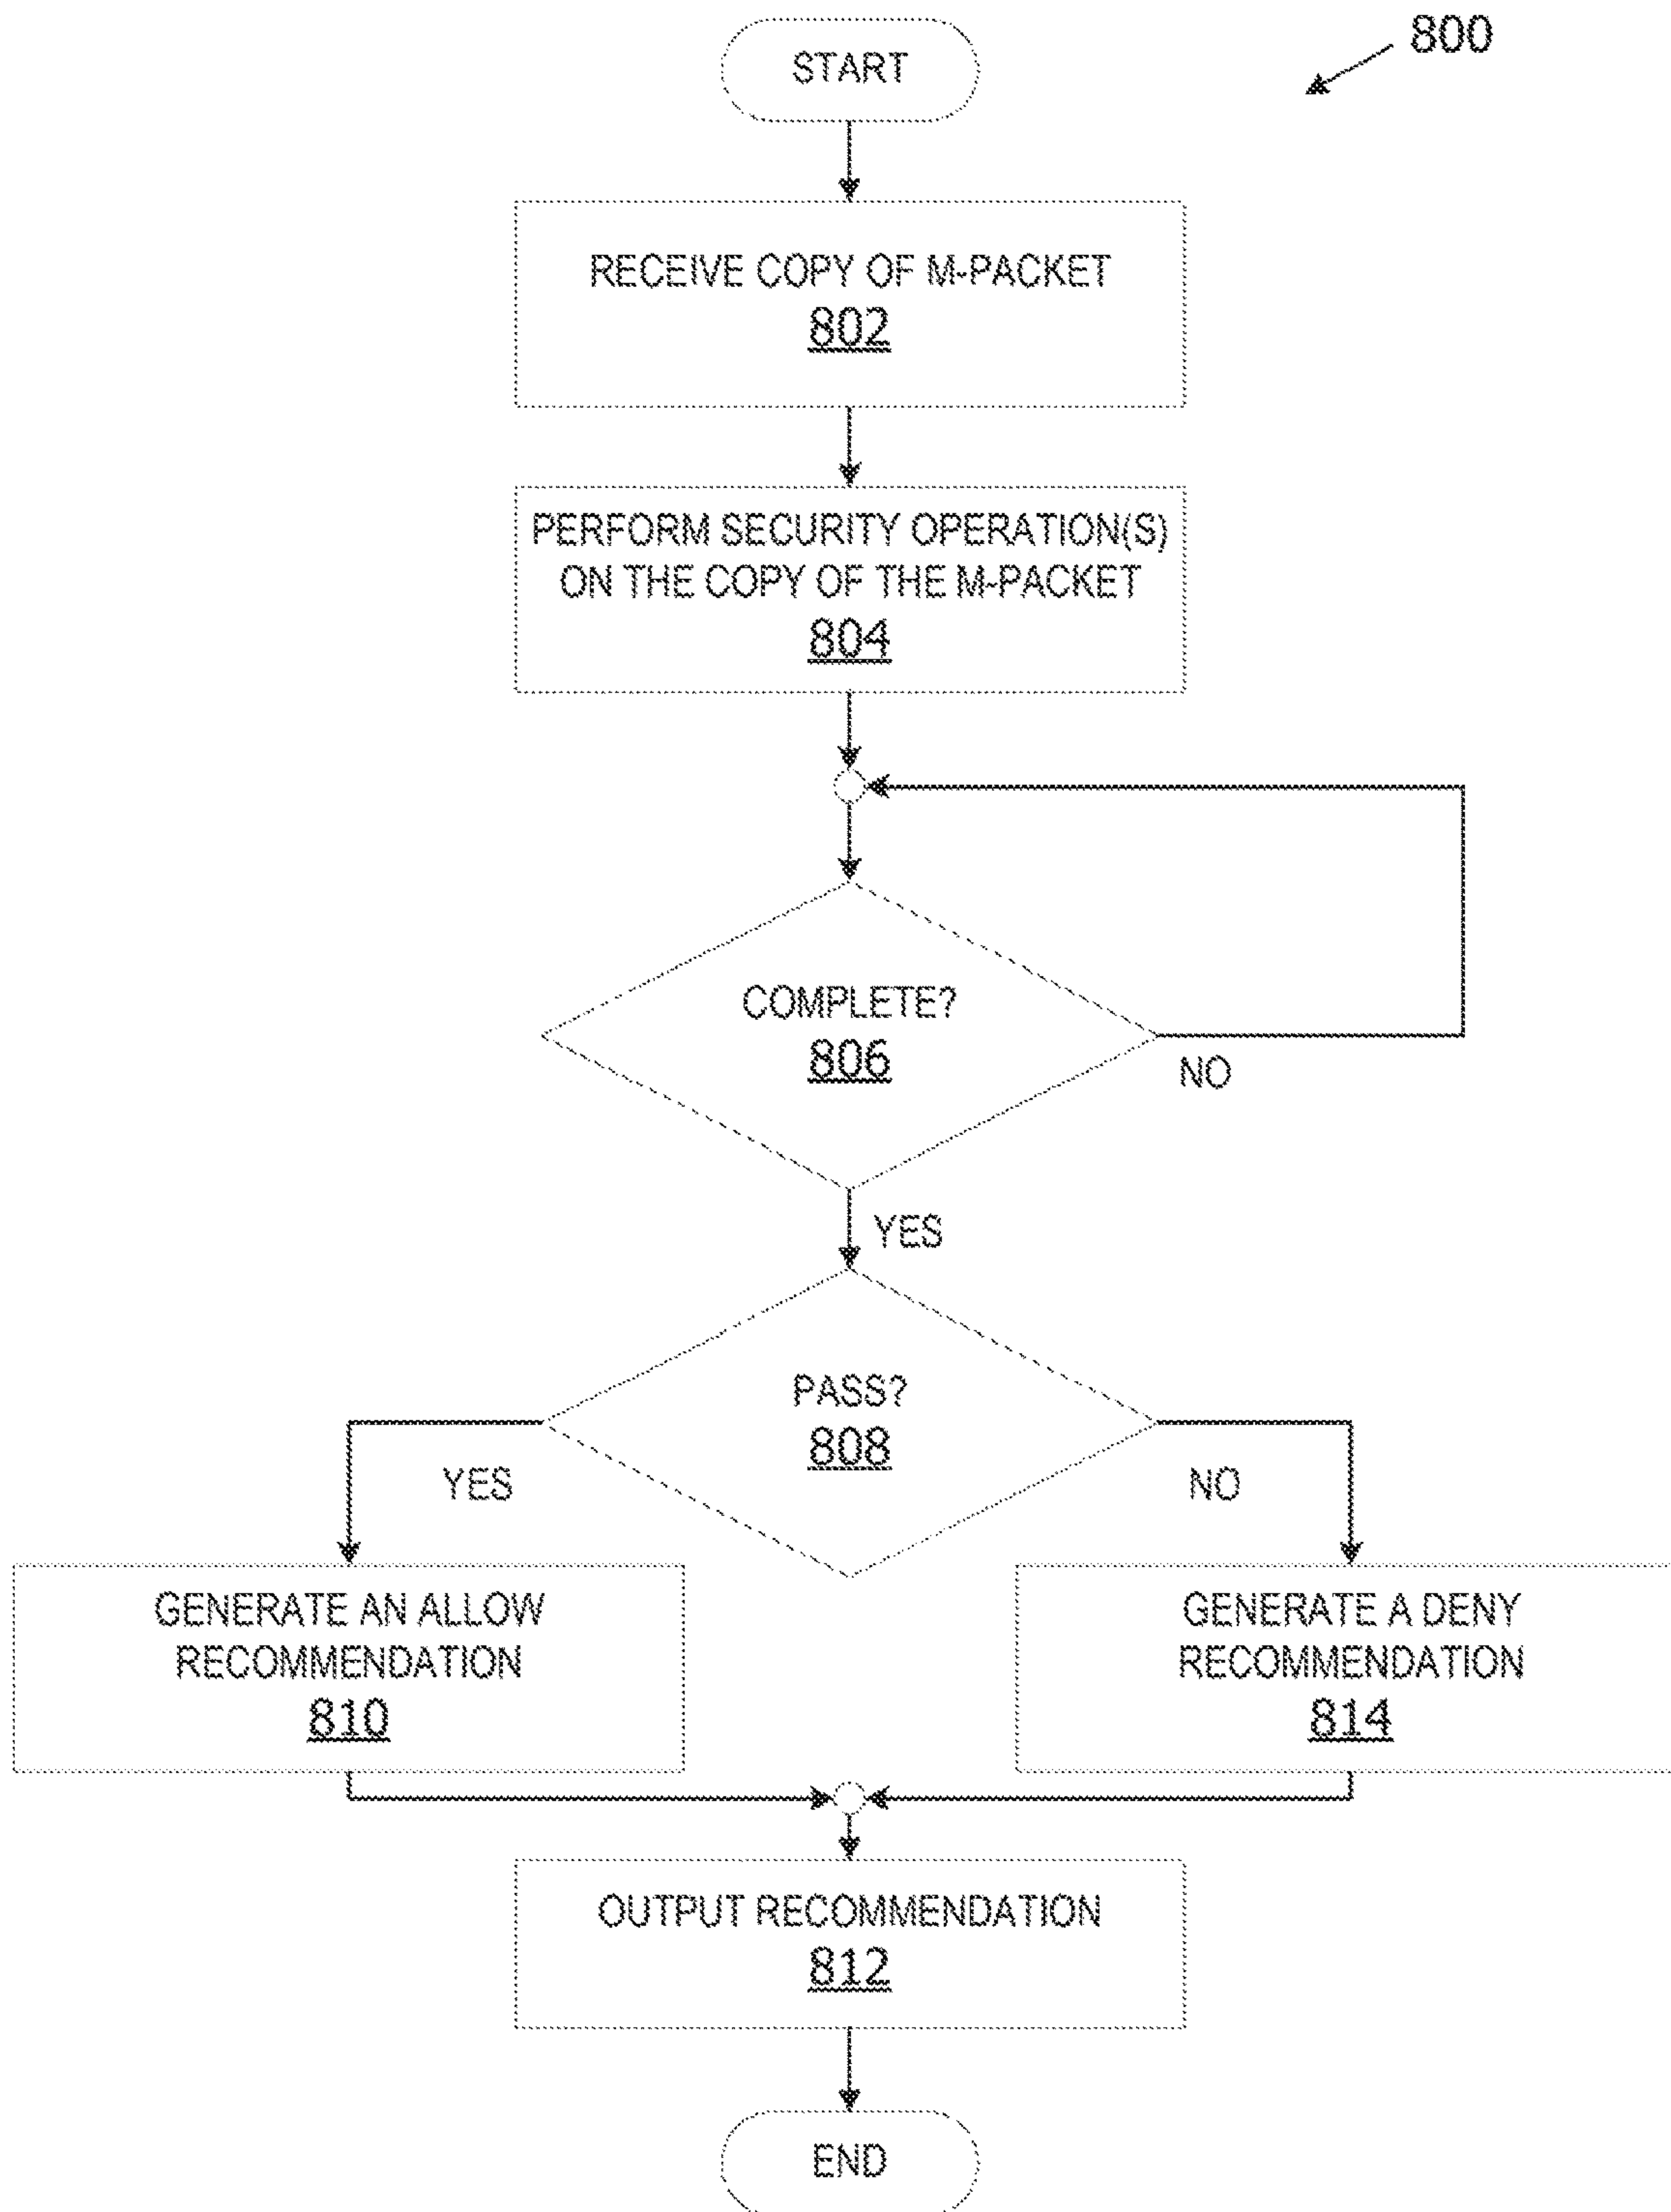 800
START
RECEIVE COPY OF M-PACKET
802
PERFORM SECURITY OPERATION(S)
ON THE COPY OF THE M-PACKET
804
COMPLETE?
806
NO
YES
PASS?
808
YES
NO
GENERATE AN ALLOW
RECOMMENDATION
810
GENERATE A DENY
RECOMMENDATION
814
OUTPUT RECOMMENDATION
812
END